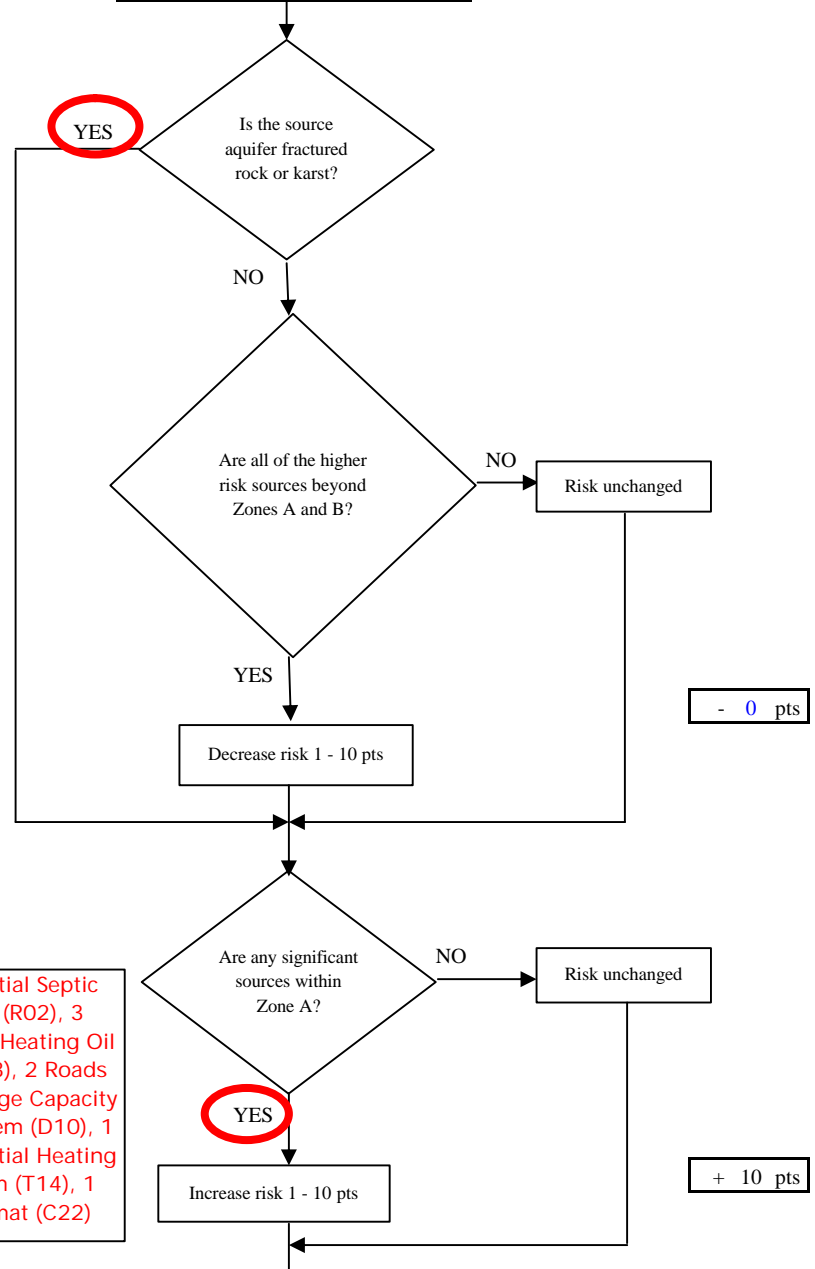 YES
Is the source
aquifer fractured
rock or karst?
NO
Are all of the higher
risk sources beyond
Zones A and B?
NO
Risk unchanged
YES
- 0 pts
Decrease risk 1 - 10 pts
Are any significant
sources within
Zone A?
NO
Risk unchanged
tial Septic
(R02), 3
Heating Oil
), 2 Roads
ge Capacity
em (D10), 1
tial Heating
(T14), 1
mat (C22)
YES
Increase risk 1 - 10 pts
+ 10 pts